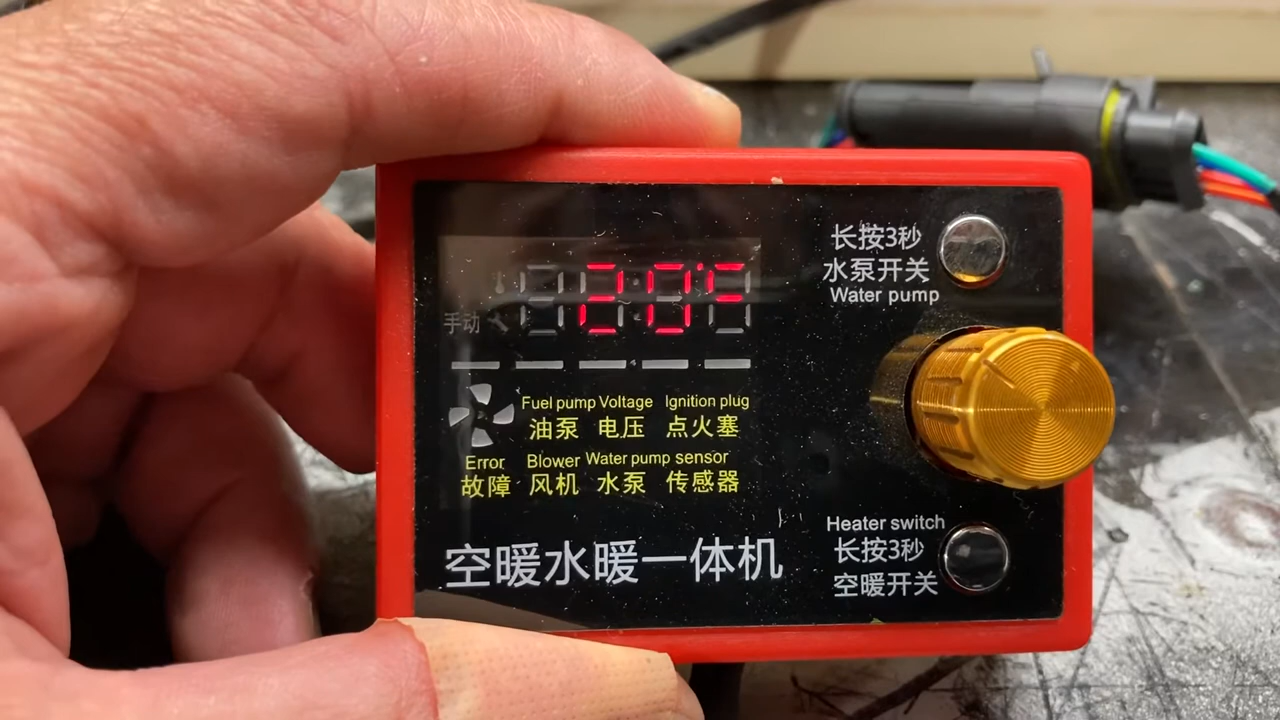 20°C
手动
Fuel pump Voltage Ignition plug
油泵 电压 点火塞
Error Blower Water pump sensor
故障 风机 水泵 传感器
空暖水暖一体机
长按3秒
水泵开关
Water pump
Heater switch
长按3秒
空暖开关